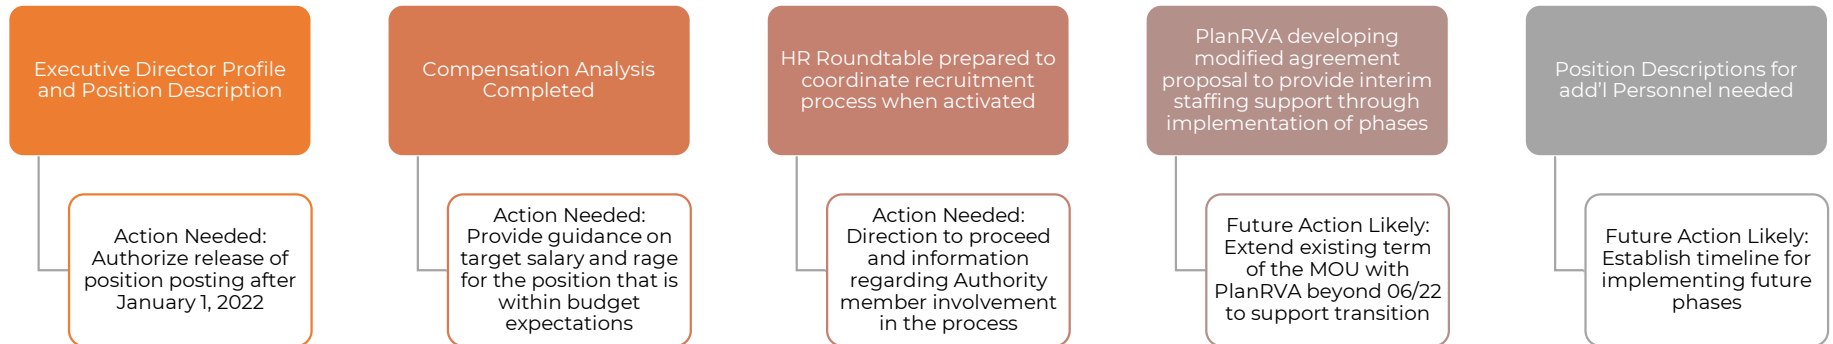 Executive Director Profile
and Position Description
Action Needed:
Authorize release of
position posting after
January 1, 2022
Compensation Analysis
Completed
Action Needed:
Provide guidance on
target salary and rage
for the position that is
within budget
expectations
HR Roundtable prepared to
coordinate recruitment
process when activated
Action Needed:
Direction to proceed
and information
regarding Authority
member involvement
in the process
PlanRVA developing
modified agreement
proposal to provide interim
staffing support through
implementation of phases
Future Action Likely:
Extend existing term
of the MOU with
PlanRVA beyond 06/22
to support transition
Position Descriptions for
add'l Personnel needed
Future Action Likely:
Establish timeline for
implementing future
phases